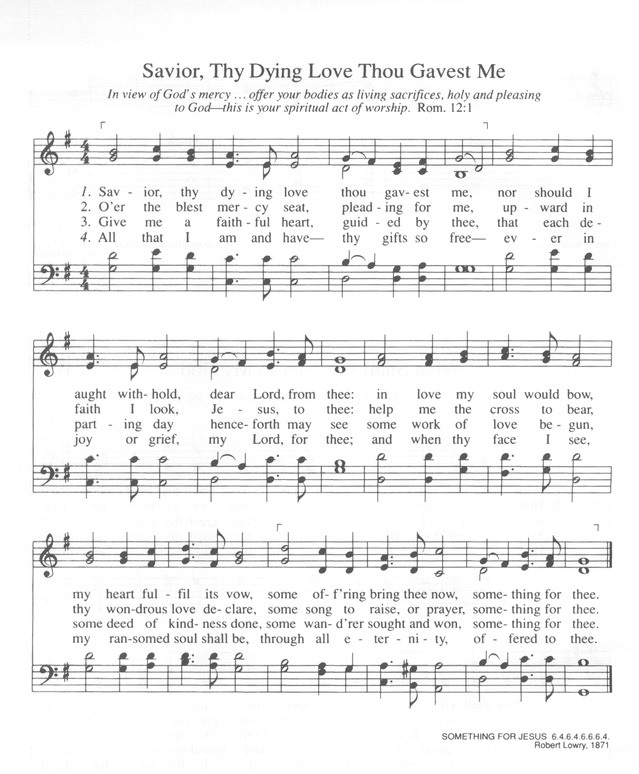 Savior, Thy Dying Love Thou Gavest Me
In view of God's mercy … offer your bodies as living sacrifices, holy and pleasing
to God—this is your spiritual act of worship. Rom. 12:1
1. Sav - ior, thy dy - ing love thou gav - est me, nor should I
2. O'er the blest mer - cy seat, plead - ing for me, up - ward in
3. Give me a faith - ful heart, guid - ed by thee, that each de -
4. All that I am and have— thy gifts so free— ev - er in
aught with - hold, dear Lord, from thee: in love my soul would bow,
faith I look, Je - sus, to thee: help me the cross to bear,
part - ing day hence - forth may see some work of love be - gun,
joy or grief, my Lord, for thee; and when thy face I see,
my heart ful - fil its vow, some of - f'ring bring thee now, some - thing for thee.
thy won - drous love de - clare, some song to raise, or prayer, some - thing for thee.
some deed of kind - ness done, some wan - d'rer sought and won, some - thing for thee.
my ran - somed soul shall be, through all e - ter - ni - ty, of - fered to thee.
SOMETHING FOR JESUS 6.4.6.4.6.6.6.4.
Robert Lowry, 1871